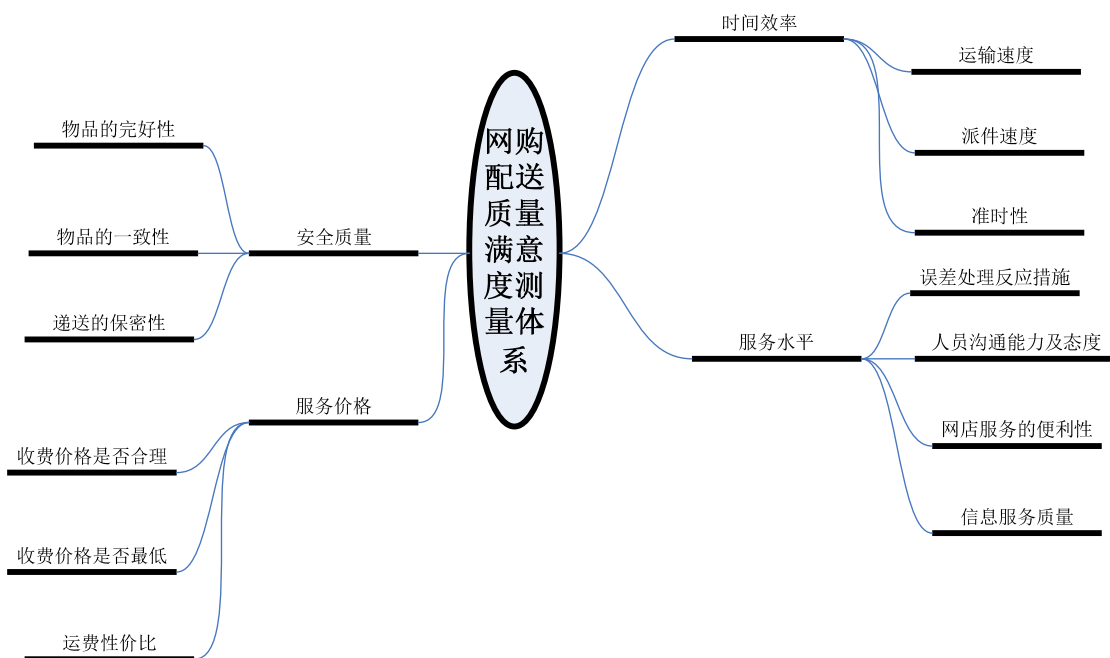 网购
配送
质量
满意
度测
量体
系
时间效率
运输速度
派件速度
准时性
服务水平
误差处理反应措施
人员沟通能力及态度
网店服务的便利性
信息服务质量
安全质量
物品的完好性
物品的一致性
递送的保密性
服务价格
收费价格是否合理
收费价格是否最低
运费性价比